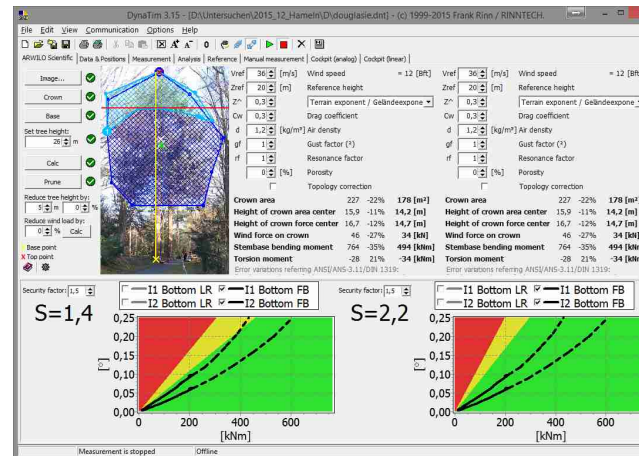 DynaTim 3.15 - [D:\Untersuchen\2015_12_Hameln\D\douglasie.dnt] - (c) 1999-2015 Frank Rinn / RINNTECH.
File Edit View Communication Options Help
ARWILO Scientific Data & Positions Measurement Analysis Reference Manual measurement Cockpit (analog) Cockpit (linear)
Image...
Crown
Base
Set tree height:
26 m
Calc
Prune
Reduce tree height by:
5 m 0 %
Reduce wind load by:
0 % Calc
Base point
X Top point
Vref 36 [m/s] Wind speed = 12 [Bft]
Zref 20 [m] Reference height
Z^ 0,3 Terrain exponent / Geländeexpone
Cw 0,3 Drag coefficient
d 1,2 [kg/m³] Air density
gf 1 Gust factor (²)
rf 1 Resonance factor
0 [%] Porosity
Topology correction
Crown area 227 -22% 178 [m²]
Height of crown area center 15,9 -11% 14,2 [m]
Height of crown force center 16,7 -12% 14,2 [m]
Wind force on crown 46 -27% 34 [kN]
Stembase bending moment 764 -35% 494 [kNm]
Torsion moment -28 21% -34 [kNm]
Error variations referring ANSI/ANS-3.11/DIN 1319:
Vref 36 [m/s] Wind speed = 12 [Bft]
Zref 20 [m] Reference height
Z^ 0,3 Terrain exponent / Geländeexpone
Cw 0,3 Drag coefficient
d 1,2 [kg/m³] Air density
gf 1 Gust factor (²)
rf 1 Resonance factor
0 [%] Porosity
Topology correction
Crown area 227 -22% 178 [m²]
Height of crown area center 15,9 -11% 14,2 [m]
Height of crown force center 16,7 -12% 14,2 [m]
Wind force on crown 46 -27% 34 [kN]
Stembase bending moment 764 -35% 494 [kNm]
Torsion moment -28 21% -34 [kNm]
Error variations referring ANSI/ANS-3.11/DIN 1319:
Security factor: 1,5
S=1,4
I1 Bottom LR I1 Bottom FB
I2 Bottom LR I2 Bottom FB
0,25
0,20
0,15
0,10
0,05
0,00
[°]
0 200 400 600
[kNm]
Security factor: 1,5
S=2,2
I1 Bottom LR I1 Bottom FB
I2 Bottom LR I2 Bottom FB
0,25
0,20
0,15
0,10
0,05
0,00
[°]
0 200 400 600
[kNm]
Measurement is stopped Offline